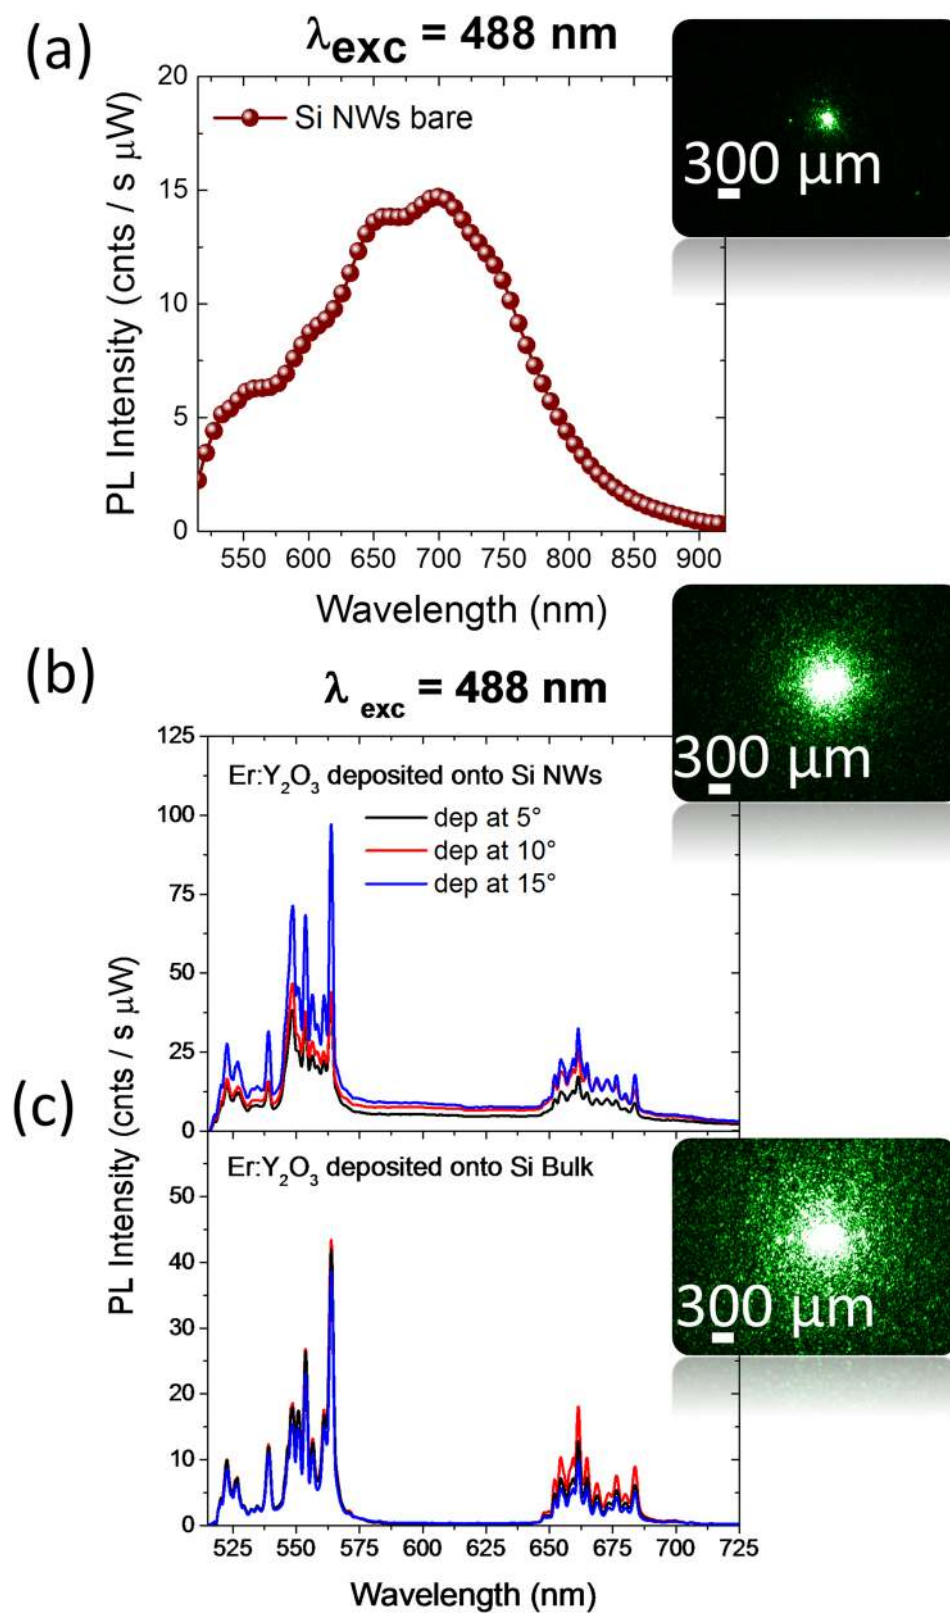 (a)
λexc = 488 nm
300 μm
20
15
10
5
0
Si NWs bare
PL Intensity (cnts / s μW)
550 600 650 700 750 800 850 900
Wavelength (nm)
(b)
λ exc = 488 nm
300 μm
125
100
75
50
25
0
Er:Y₂O₃ deposited onto Si NWs
dep at 5°
dep at 10°
dep at 15°
(c)
PL Intensity (cnts / s μW)
Er:Y₂O₃ deposited onto Si Bulk
300 μm
50
40
30
20
10
0
525 550 575 600 625 650 675 700 725
Wavelength (nm)